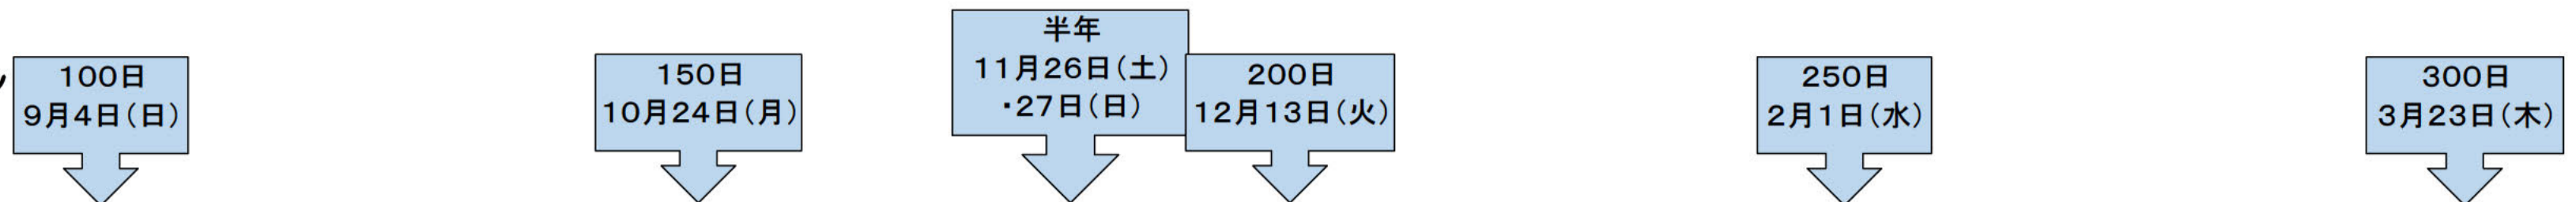 100日
9月4日(日)
150日
10月24日(月)
半年
11月26日(土)
・27日(日)
200日
12月13日(火)
250日
2月1日(水)
300日
3月23日(木)